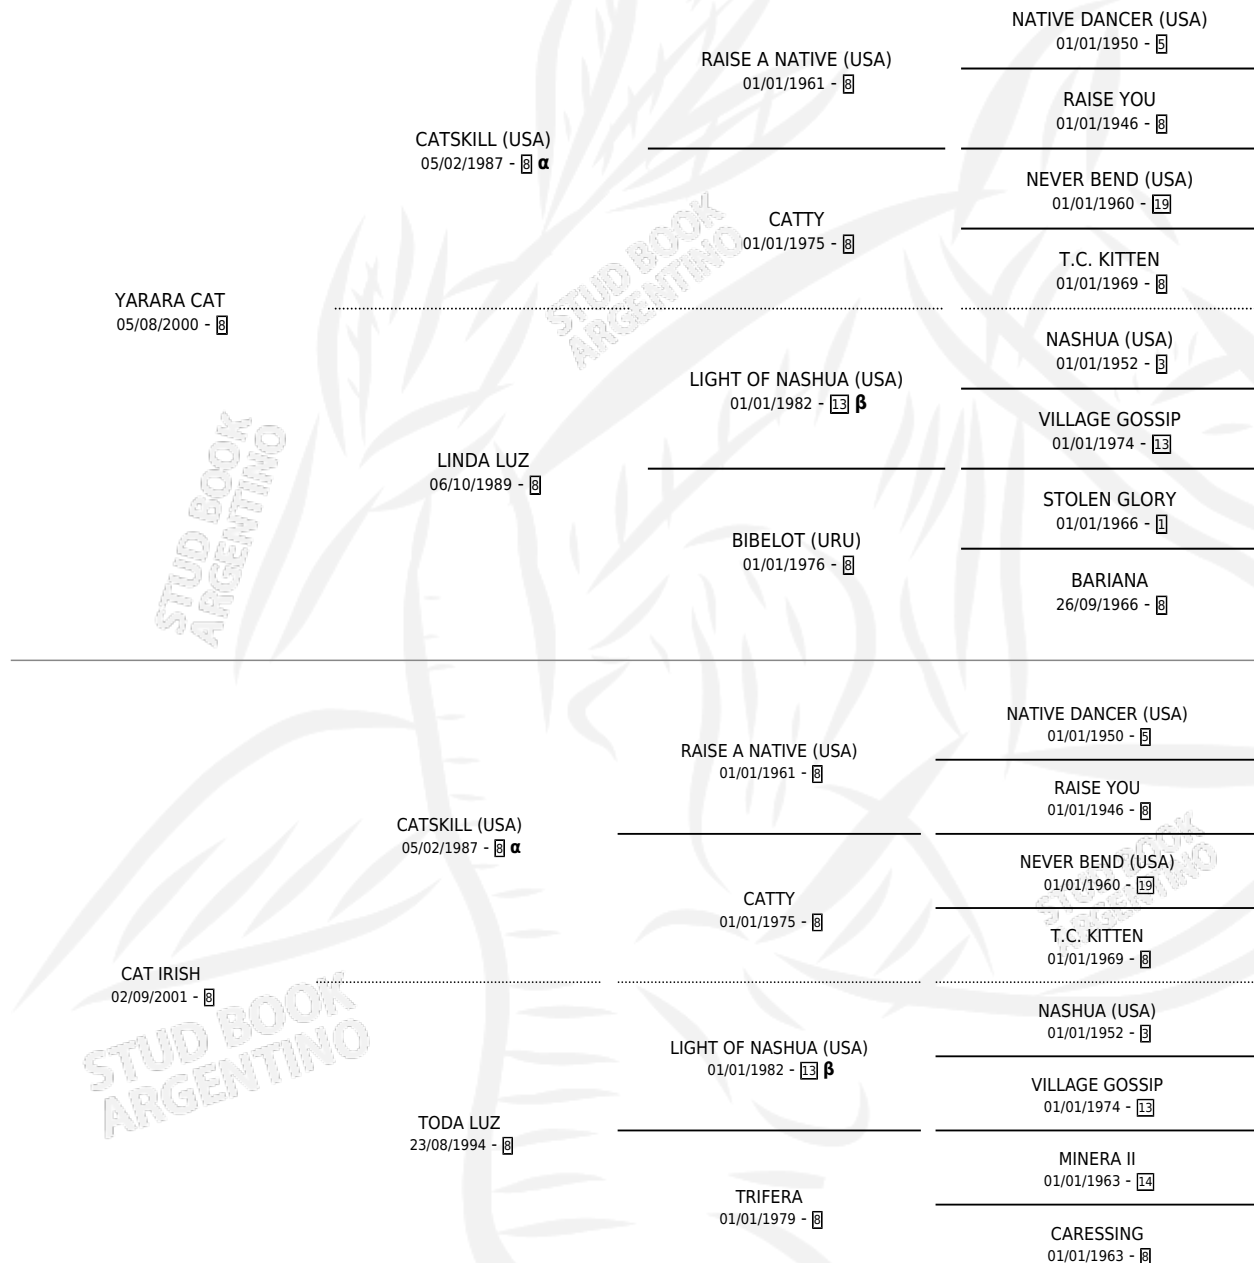 NATIVE DANCER (USA)
01/01/1950 - 5
RAISE A NATIVE (USA)
01/01/1961 - 8
RAISE YOU
01/01/1946 - 8
CATSKILL (USA)
05/02/1987 - 8 α
NEVER BEND (USA)
01/01/1960 - 19
CATTY
01/01/1975 - 8
T.C. KITTEN
01/01/1969 - 8
YARARA CAT
05/08/2000 - 8
NASHUA (USA)
01/01/1952 - 3
LIGHT OF NASHUA (USA)
01/01/1982 - 13 β
VILLAGE GOSSIP
01/01/1974 - 13
LINDA LUZ
06/10/1989 - 8
STOLEN GLORY
01/01/1966 - 1
BIBELOT (URU)
01/01/1976 - 8
BARIANA
26/09/1966 - 8
STUD BOOK
ARGENTINO
STUD BOOK
ARGENTINO
NATIVE DANCER (USA)
01/01/1950 - 5
RAISE A NATIVE (USA)
01/01/1961 - 8
RAISE YOU
01/01/1946 - 8
CATSKILL (USA)
05/02/1987 - 8 α
NEVER BEND (USA)
01/01/1960 - 19
CATTY
01/01/1975 - 8
T.C. KITTEN
01/01/1969 - 8
CAT IRISH
02/09/2001 - 8
NASHUA (USA)
01/01/1952 - 3
LIGHT OF NASHUA (USA)
01/01/1982 - 13 β
VILLAGE GOSSIP
01/01/1974 - 13
TODA LUZ
23/08/1994 - 8
MINERA II
01/01/1963 - 14
TRIFERA
01/01/1979 - 8
CARESSING
01/01/1963 - 8
STUD BOOK
ARGENTINO
STUD BOOK
ARGENTINO